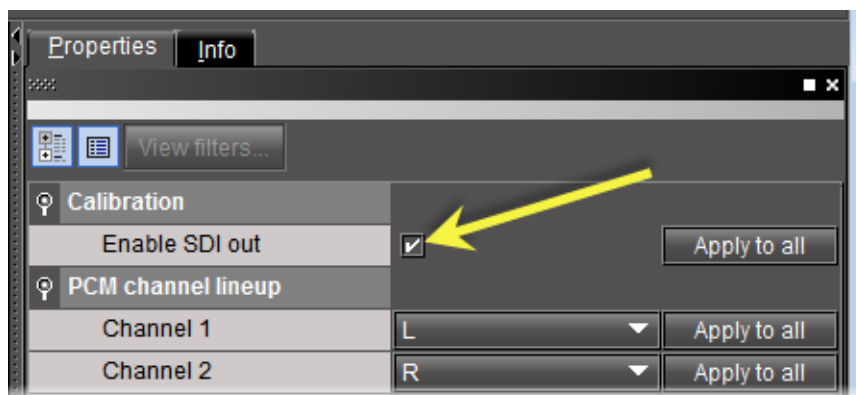 Properties Info
View filters...
Calibration
Enable SDI out Apply to all
PCM channel lineup
Channel 1 L Apply to all
Channel 2 R Apply to all